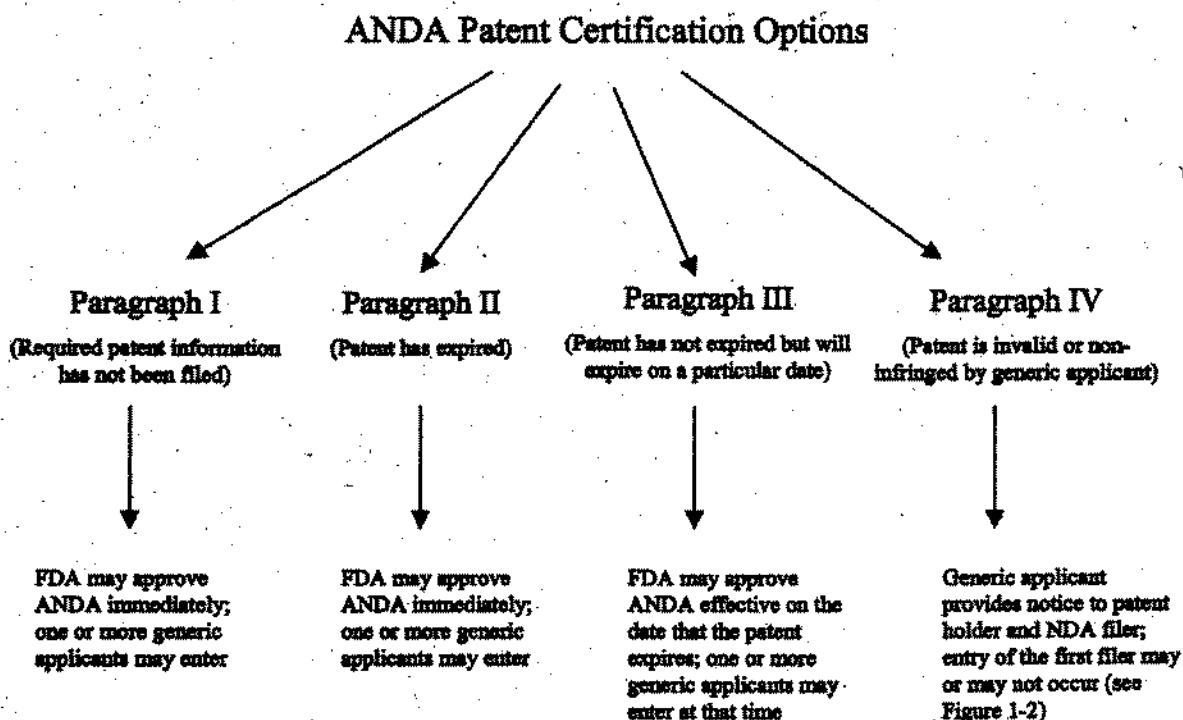 ANDA Patent Certification Options
Paragraph I
(Required patent information
has not been filed)
FDA may approve
ANDA immediately;
one or more generic
applicants may enter
Paragraph II
(Patent has expired)
FDA may approve
ANDA immediately;
one or more generic
applicants may enter
Paragraph III
(Patent has not expired but will
expire on a particular date)
FDA may approve
ANDA effective on the
date that the patent
expires; one or more
generic applicants may
enter at that time
Paragraph IV
(Patent is invalid or non-
infringed by generic applicant)
Generic applicant
provides notice to patent
holder and NDA filer;
entry of the first filer may
or may not occur (see
Figure 1-2)